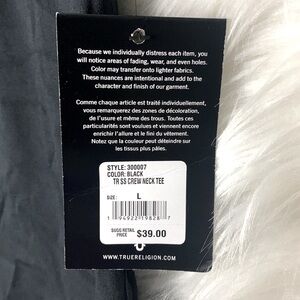 Because we individually distress each item, you
will notice areas of fading, wear, and even holes.
Color may transfer onto lighter fabrics.
These nuances are intentional and add to the
character and finish of our garment.
Comme chaque article est traité individuellement,
vous remarquerez des zones de décoloration,
de usure et même des trous. Toutes ces
particularités sont voulues et viennent encore
enrichir l'allure et le fini du vêtement.
Notez que la couleur peut déteindre sur
les tissus plus pâles.
STYLE: 300007
COLOR: BLACK
TR SS CREW NECK TEE
SIZE: L
1 94922 19828 7
SUGG RETAIL
PRICE $39.00
WWW.TRUERELIGION.COM